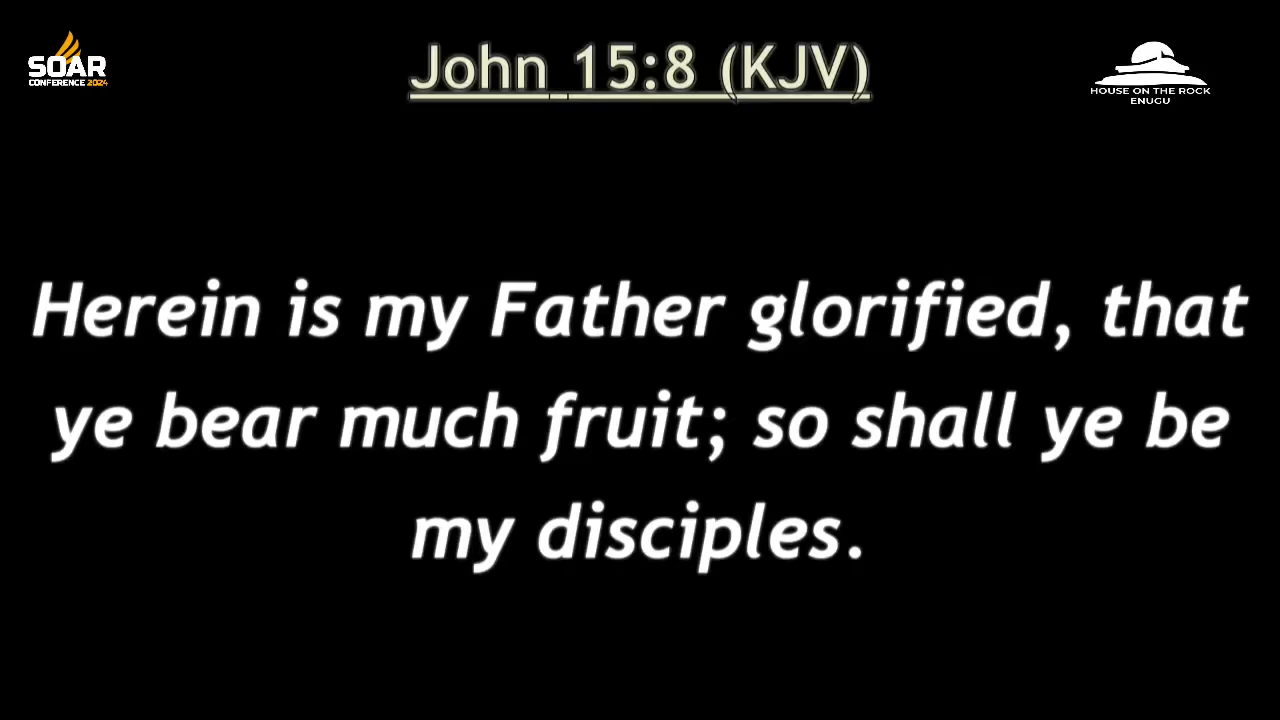 SOAR
CONFERENCE 2024
John 15:8 (KJV)
HOUSE ON THE ROCK
ENUGU
Herein is my Father glorified, that
ye bear much fruit; so shall ye be
my disciples.